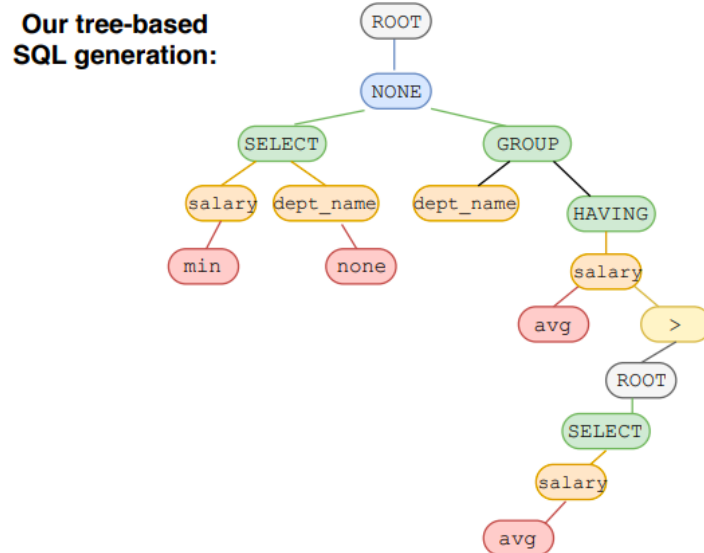 Our tree-based
SQL generation:
ROOT
NONE
SELECT
GROUP
salary
dept_name
dept_name
HAVING
min
none
salary
avg
>
ROOT
SELECT
salary
avg